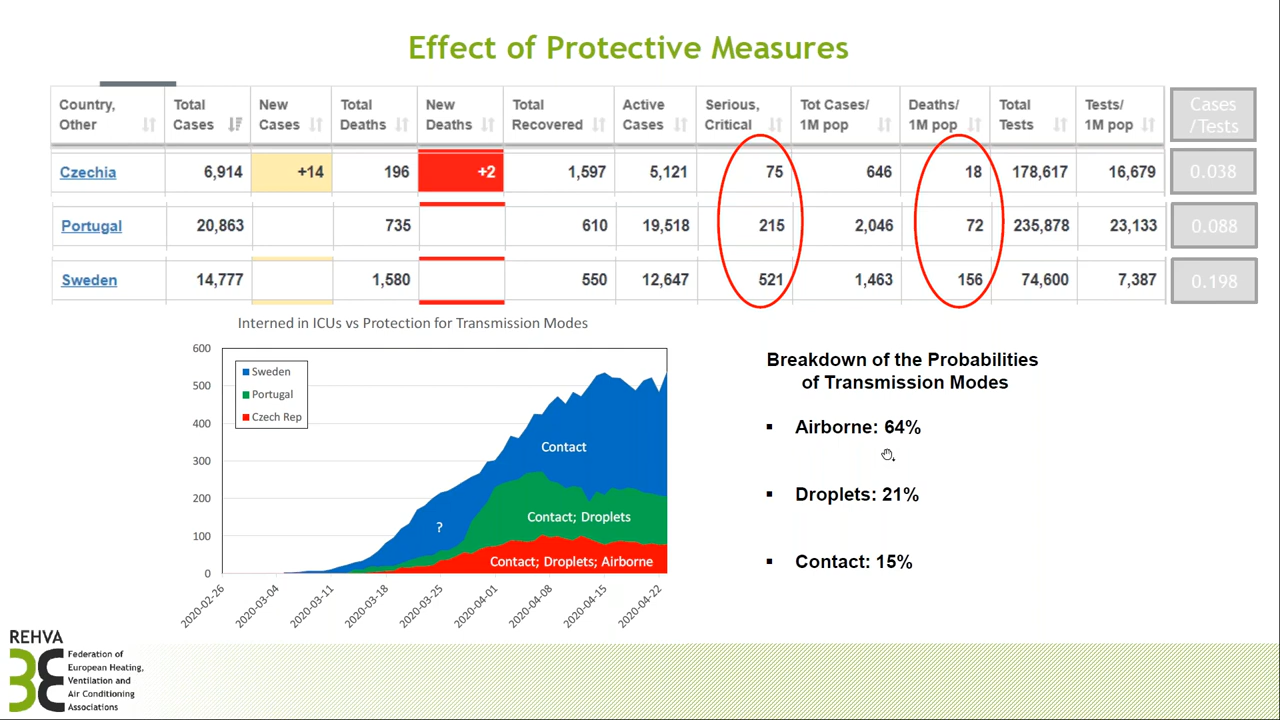 Effect of Protective Measures
Country, Other Total Cases New Cases Total Deaths New Deaths Total Recovered Active Cases Serious, Critical Tot Cases/ 1M pop Deaths/ 1M pop Total Tests Tests/ 1M pop Cases /Tests
Czechia 6,914 +14 196 +2 1,597 5,121 75 646 18 178,617 16,679 0.038
Portugal 20,863 735 610 19,518 215 2,046 72 235,878 23,133 0.088
Sweden 14,777 1,580 550 12,647 521 1,463 156 74,600 7,387 0.198
Interned in ICUs vs Protection for Transmission Modes
600
500
400
300
200
100
0
Sweden
Portugal
Czech Rep
Contact
?
Contact; Droplets
Contact; Droplets; Airborne
2020-02-26 2020-03-04 2020-03-11 2020-03-18 2020-03-25 2020-04-01 2020-04-08 2020-04-15 2020-04-22
Breakdown of the Probabilities
of Transmission Modes
▪ Airborne: 64%
▪ Droplets: 21%
▪ Contact: 15%
REHVA
Federation of
European Heating,
Ventilation and
Air Conditioning
Associations